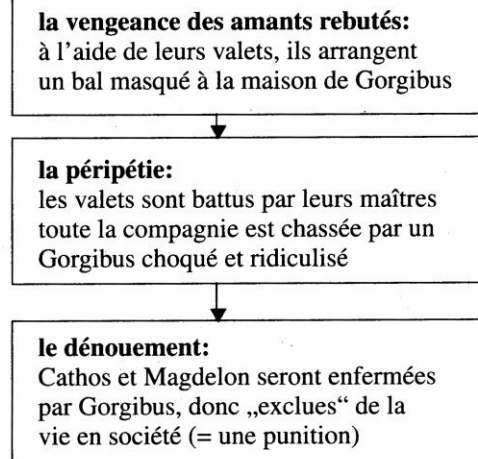 la vengeance des amants rebutés:
à l’aide de leurs valets, ils arrangent
un bal masqué à la maison de Gorgibus
la péripétie:
les valets sont battus par leurs maîtres
toute la compagnie est chassée par un
Gorgibus choqué et ridiculisé
le dénouement:
Cathos et Magdelon seront enfermées
par Gorgibus, donc „exclues“ de la
vie en société (= une punition)